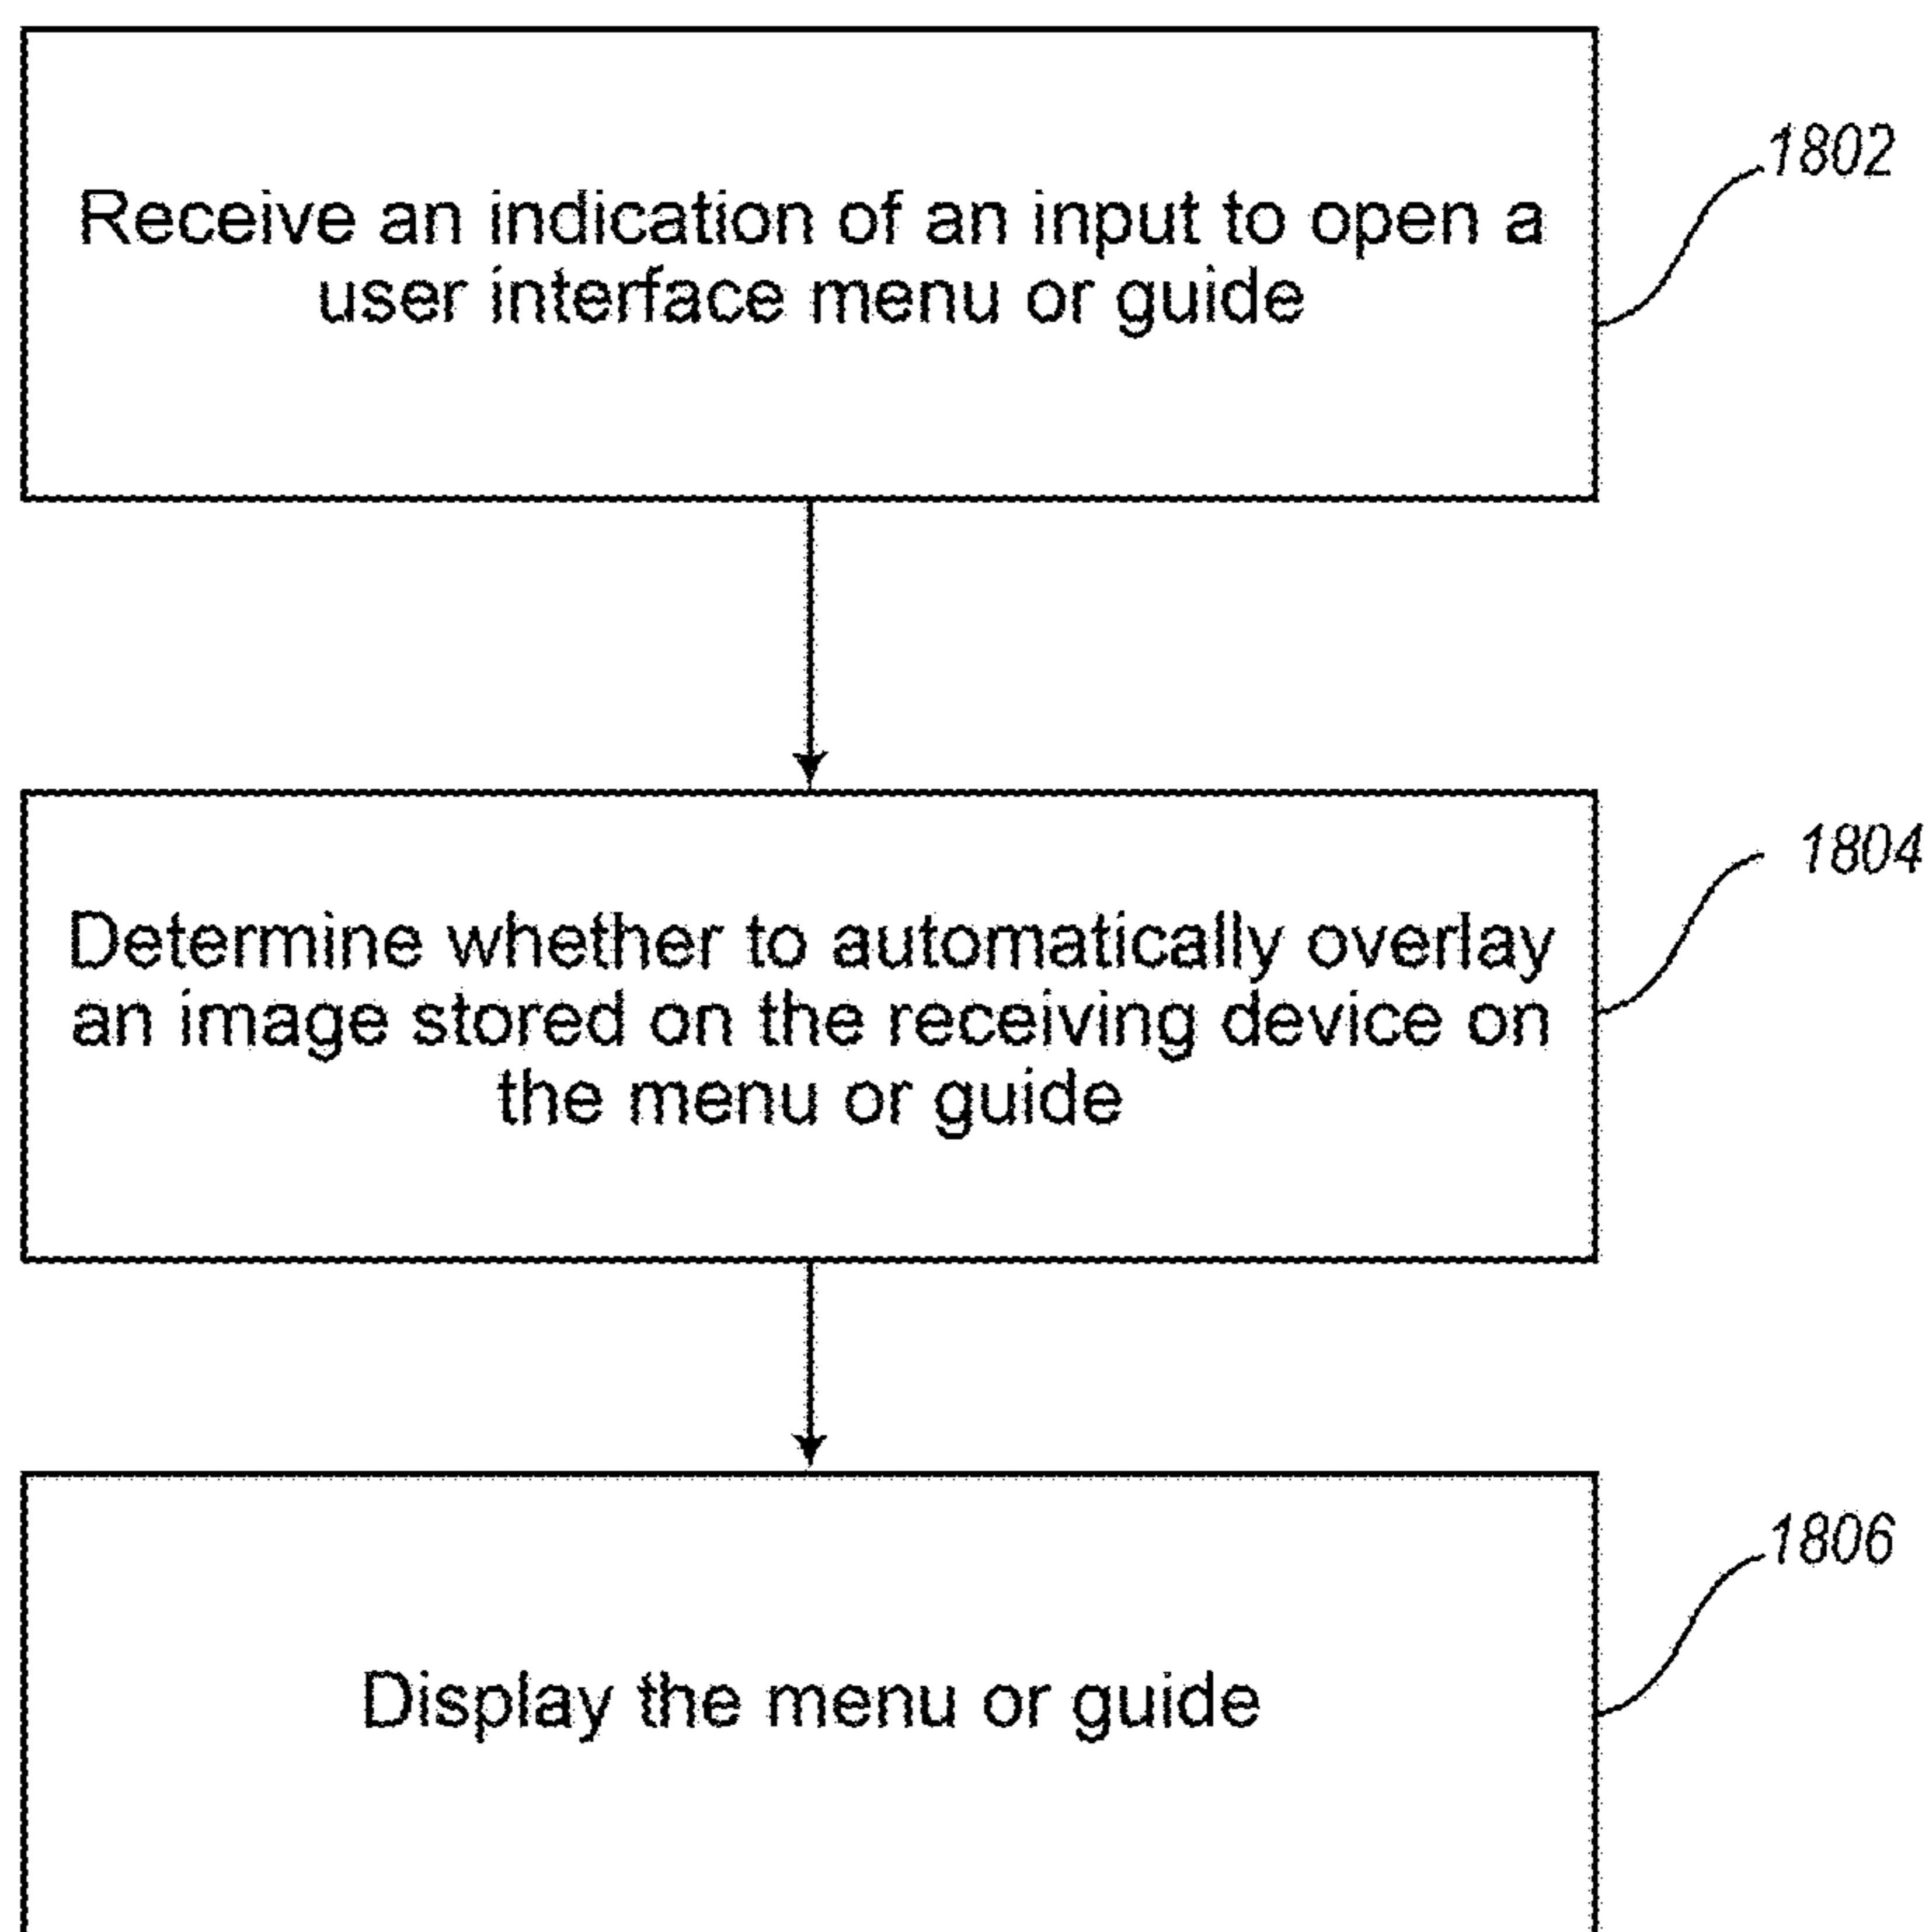 1802
Receive an indication of an input to open a
user interface menu or guide
1804
Determine whether to automatically overlay
an image stored on the receiving device on
the menu or guide
1806
Display the menu or guide